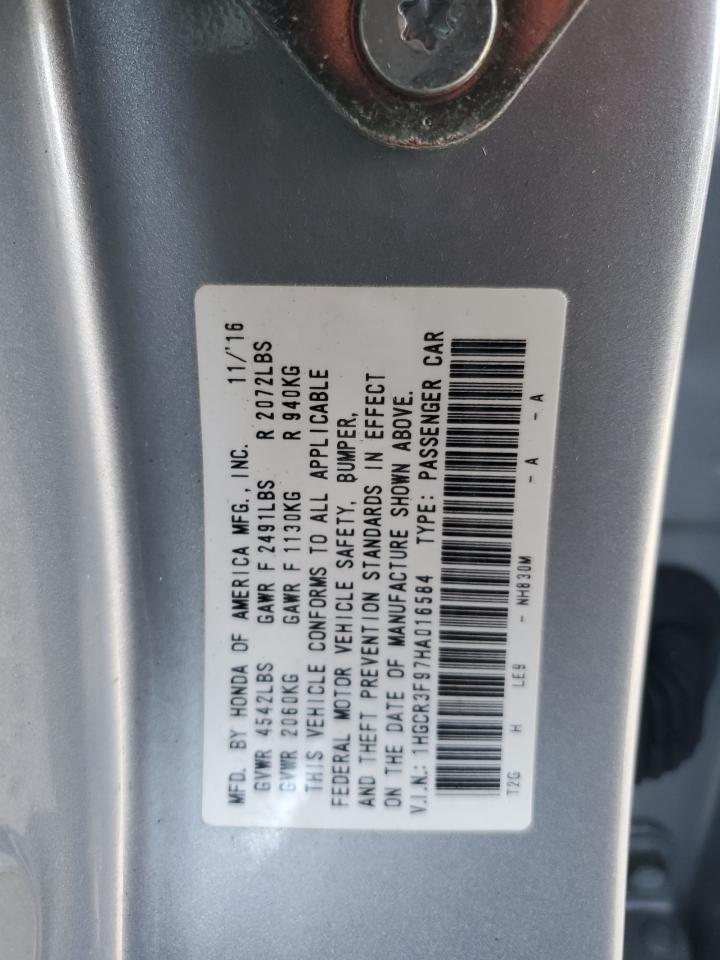 MFD. BY HONDA OF AMERICA MFG., INC. 11/'16
GVWR 4542LBS GAWR F 2491LBS R 2072LBS
GVWR 2060KG GAWR F 1130KG R 940KG
THIS VEHICLE CONFORMS TO ALL APPLICABLE
FEDERAL MOTOR VEHICLE SAFETY, BUMPER,
AND THEFT PREVENTION STANDARDS IN EFFECT
ON THE DATE OF MANUFACTURE SHOWN ABOVE.
V.I.N.: 1HGCR3F97HA016584 TYPE: PASSENGER CAR
T2G H LE9 - NH830M - A - A